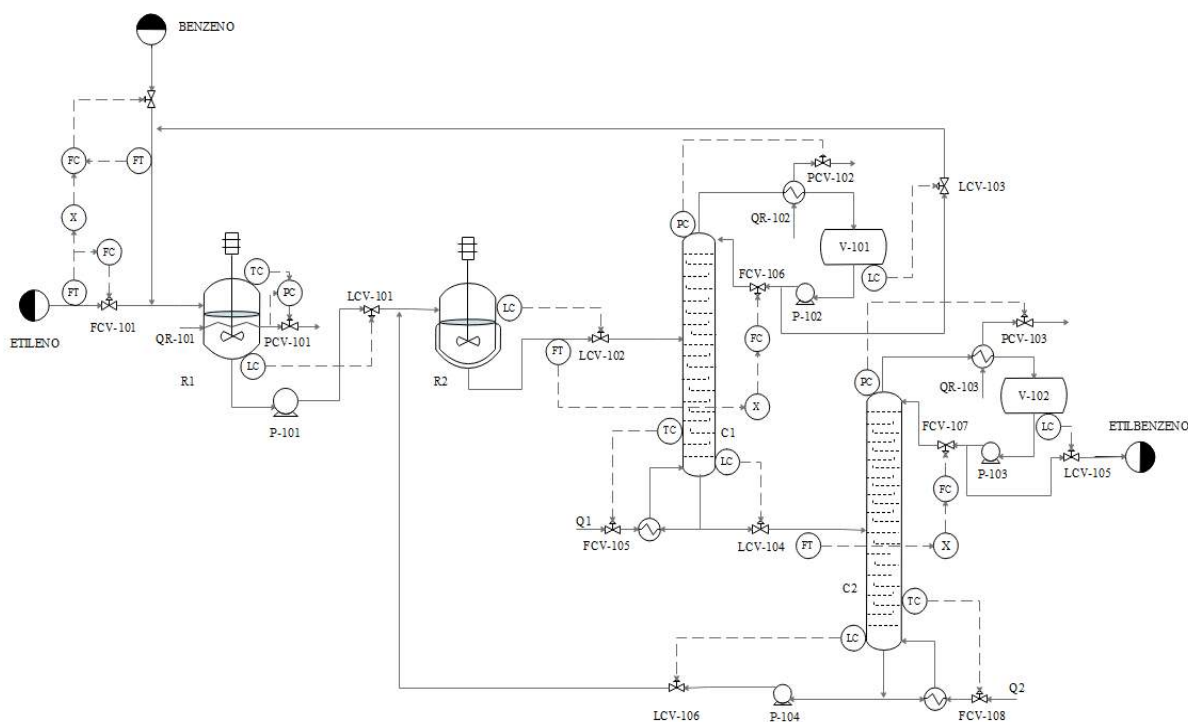 BENZENO
FC
FT
X
FC
FT
FCV-101
ETILENO
TC
PC
QR-101
PCV-101
LC
R1
P-101
LCV-101
LC
R2
LCV-102
FT
PCV-102
LCV-103
PC
QR-102
V-101
LC
FCV-106
P-102
FC
X
TC
C1
LC
Q1
FCV-105
LCV-104
PCV-103
PC
QR-103
V-102
LC
FCV-107
ETILBENZENO
P-103
LCV-105
FC
FT
X
C2
TC
LC
Q2
LCV-106
P-104
FCV-108